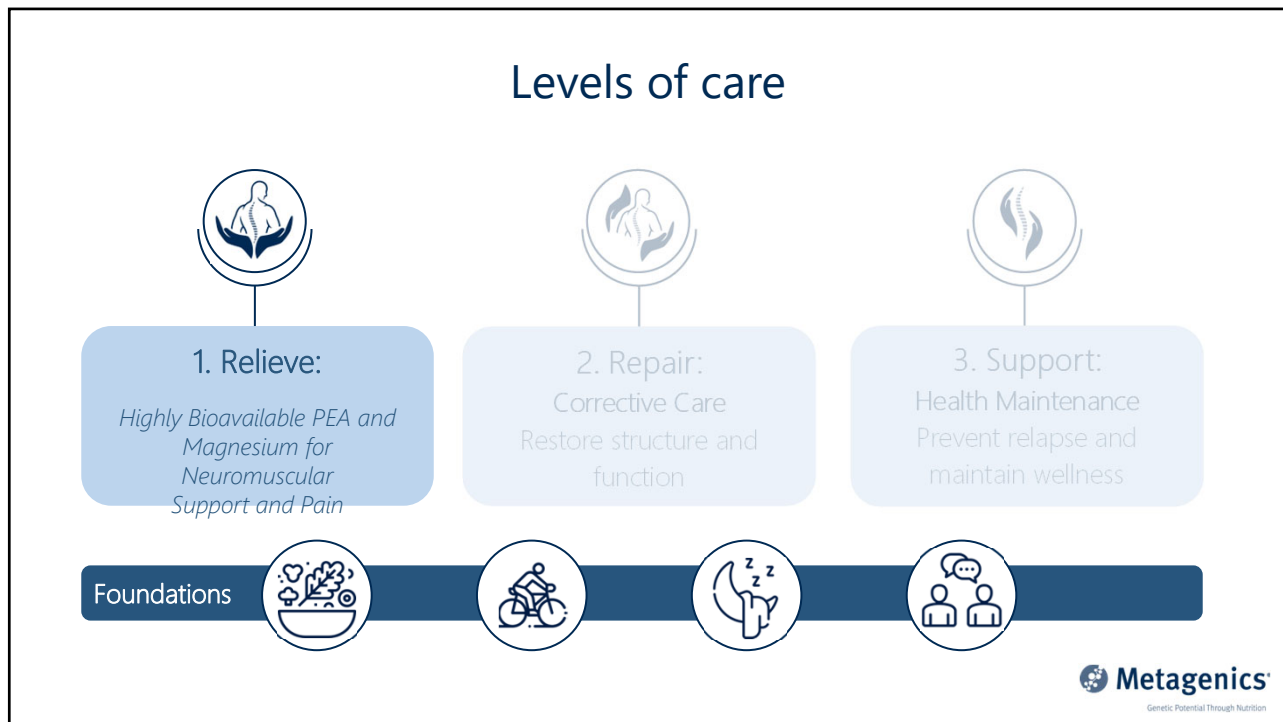 Levels of care
1. Relieve:
Highly Bioavailable PEA and
Magnesium for
Neuromuscular
Support and Pain
2. Repair:
Corrective Care
Restore structure and
function
3. Support:
Health Maintenance
Prevent relapse and
maintain wellness
Foundations
z z z
z
Metagenics
Genetic Potential Through Nutrition